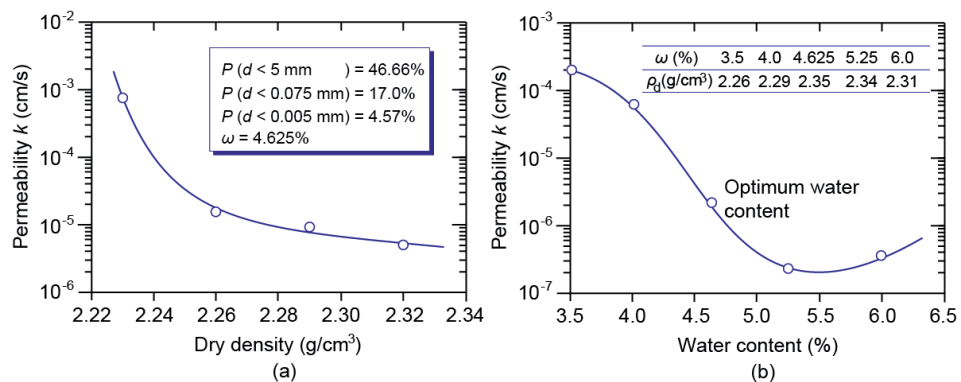 10⁻²
10⁻³
10⁻⁴
10⁻⁵
10⁻⁶
Permeability k (cm/s)
P (d < 5 mm ) = 46.66%
P (d < 0.075 mm) = 17.0%
P (d < 0.005 mm) = 4.57%
ω = 4.625%
2.22 2.24 2.26 2.28 2.30 2.32 2.34
Dry density (g/cm³)
(a)
10⁻³
10⁻⁴
10⁻⁵
10⁻⁶
10⁻⁷
Permeability k (cm/s)
ω (%) 3.5 4.0 4.625 5.25 6.0
ρd(g/cm³) 2.26 2.29 2.35 2.34 2.31
Optimum water
content
3.5 4.0 4.5 5.0 5.5 6.0 6.5
Water content (%)
(b)